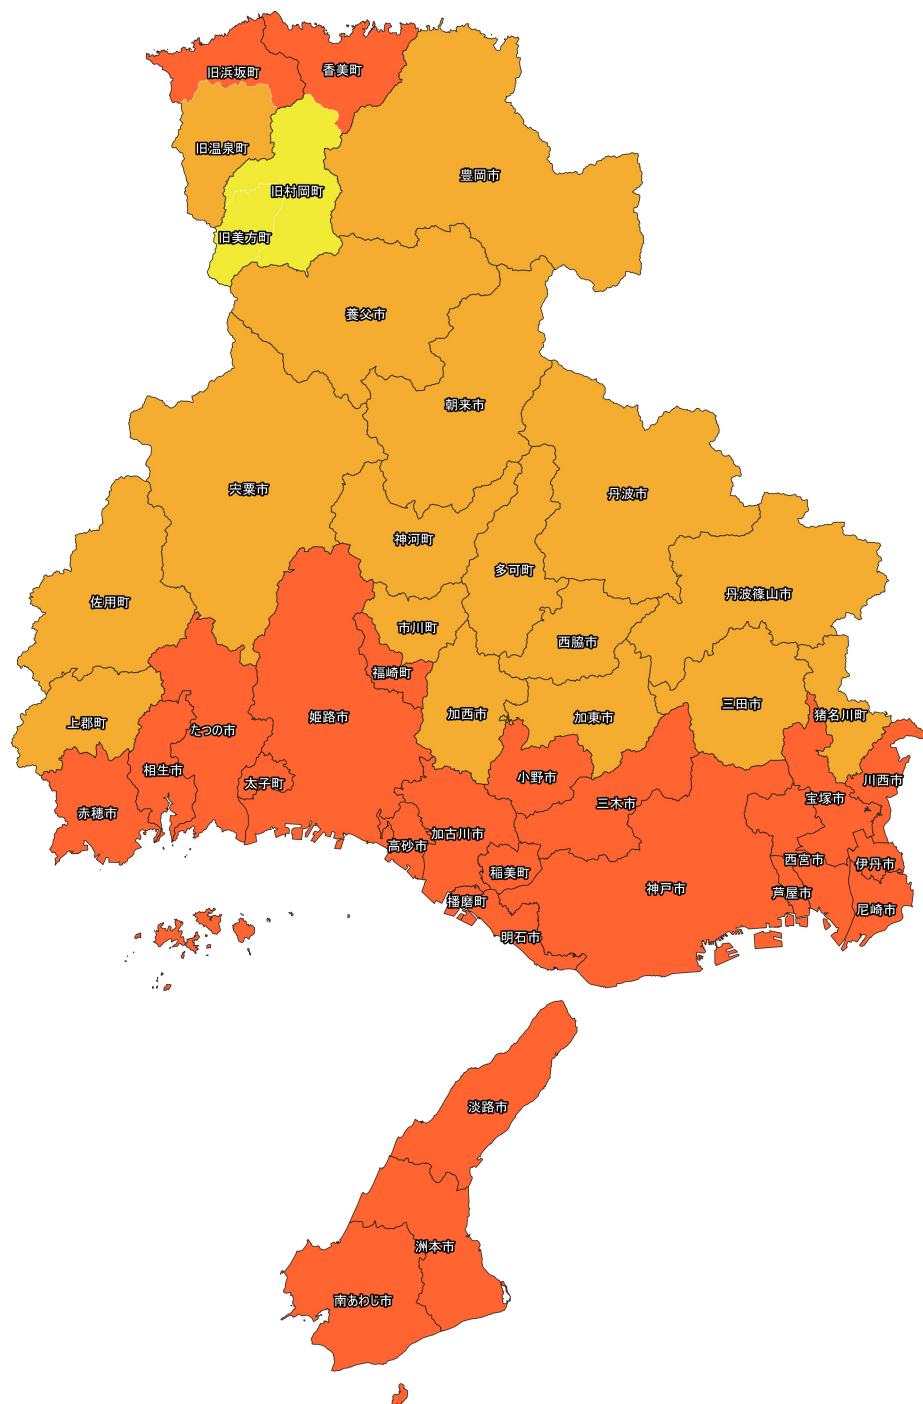 旧浜坂町
香美町
旧温泉町
豊岡市
旧村岡町
旧美方町
養父市
朝来市
宍粟市
丹波市
神河町
多可町
佐用町
丹波篠山市
市川町
西脇市
福崎町
三田市
加西市
猪名川町
姫路市
加東市
上郡町
たつの市
相生市
小野市
川西市
太子町
宝塚市
三木市
赤穂市
加古川市
高砂市
西宮市
伊丹市
稲美町
神戸市
芦屋市
播磨町
尼崎市
明石市
淡路市
洲本市
南あわじ市